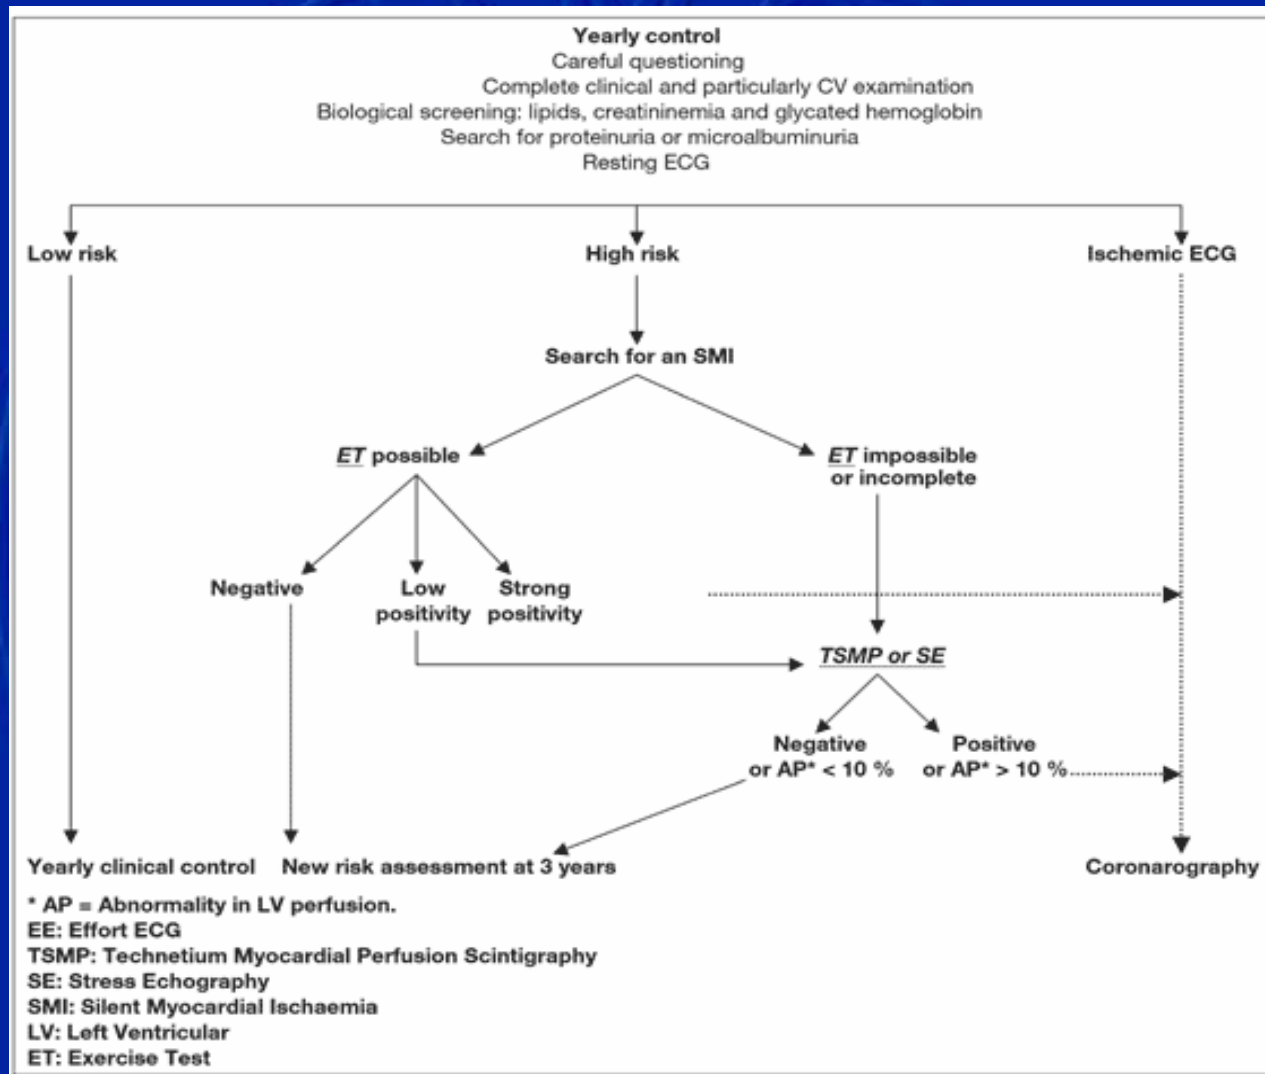 Yearly control
Careful questioning
Complete clinical and particularly CV examination
Biological screening: lipids, creatininemia and glycated hemoglobin
Search for proteinuria or microalbuminuria
Resting ECG
Low risk
High risk
Ischemic ECG
Search for an SMI
ET possible
ET impossible
or incomplete
Negative
Low
positivity
Strong
positivity
TSMP or SE
Negative
or AP* < 10 %
Positive
or AP* > 10 %
Yearly clinical control
New risk assessment at 3 years
Coronarography
* AP = Abnormality in LV perfusion.
EE: Effort ECG
TSMP: Technetium Myocardial Perfusion Scintigraphy
SE: Stress Echography
SMI: Silent Myocardial Ischaemia
LV: Left Ventricular
ET: Exercise Test